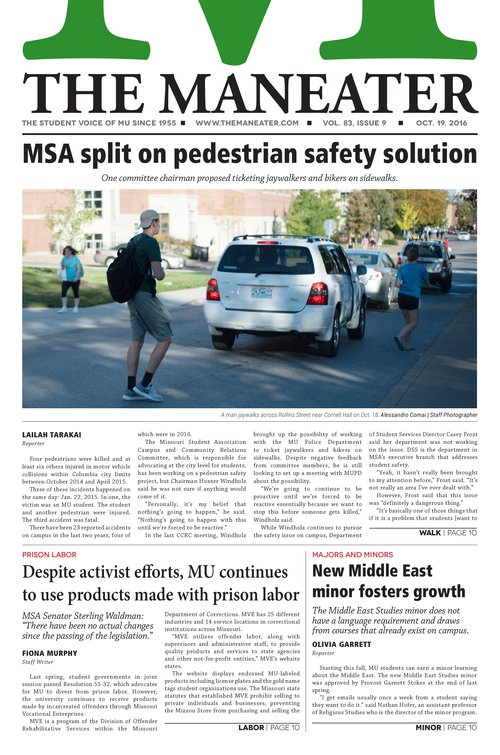 M
THE MANEATER
THE STUDENT VOICE OF MU SINCE 1955 ■ WWW.THEMANEATER.COM ■ VOL. 83, ISSUE 9 ■ OCT. 19, 2016
MSA split on pedestrian safety solution
One committee chairman proposed ticketing jaywalkers and bikers on sidewalks.
A man jaywalks across Rollins Street near Cornell Hall on Oct. 18. Alessandro Comai | Staff Photographer
LAILAH TARAKAI
Reporter
Four pedestrians were killed and at
least six others injured in motor vehicle
collisions within Columbia city limits
between October 2014 and April 2015.
Three of these incidents happened on
the same day: Jan. 22, 2015. In one, the
victim was an MU student. The student
and another pedestrian were injured.
The third accident was fatal.
There have been 23 reported accidents
on campus in the last two years, four of
which were in 2016.
The Missouri Student Association
Campus and Community Relations
Committee, which is responsible for
advocating at the city level for students,
has been working on a pedestrian safety
project, but Chairman Hunter Windholz
said he was not sure if anything would
come of it.
"Personally, it's my belief that
nothing's going to happen," he said.
"Nothing's going to happen with this
until we're forced to be reactive."
In the last CCRC meeting, Windholz
brought up the possibility of working
with the MU Police Department
to ticket jaywalkers and bikers on
sidewalks. Despite negative feedback
from committee members, he is still
looking to set up a meeting with MUPD
about the possibility.
"We're going to continue to be
proactive until we're forced to be
reactive essentially because we want to
stop this before someone gets killed,"
Windholz said.
While Windholz continues to pursue
the safety issue on campus, Department
of Student Services Director Casey Frost
said her department was not working
on the issue. DSS is the department in
MSA's executive branch that addresses
student safety.
"Yeah, it hasn't really been brought
to my attention before," Frost said, "It's
not really an area I've ever dealt with."
However, Frost said that this issue
was "definitely a dangerous thing."
"It's basically one of those things that
if it is a problem that students [want to
WALK | PAGE 10
PRISON LABOR
Despite activist efforts, MU continues
to use products made with prison labor
MSA Senator Sterling Waldman:
"There have been no actual changes
since the passing of the legislation."
FIONA MURPHY
Staff Writer
Last spring, student governments in joint
session passed Resolution 55-32, which advocates
for MU to divest from prison labor. However,
the university continues to receive products
made by incarcerated offenders through Missouri
Vocational Enterprises.
MVE is a program of the Division of Offender
Rehabilitative Services within the Missouri
Department of Corrections. MVE has 25 different
industries and 14 service locations in correctional
institutions across Missouri.
"MVE utilizes offender labor, along with
supervisors and administrative staff, to provide
quality products and services to state agencies
and other not-for-profit entities," MVE's website
states.
The website displays endorsed MU-labeled
products including license plates and the gold name
tags student organizations use. The Missouri state
statutes that established MVE prohibit selling to
private individuals and businesses, preventing
the Mizzou Store from purchasing and selling the
LABOR | PAGE 10
MAJORS AND MINORS
New Middle East
minor fosters growth
The Middle East Studies minor does not
have a language requirement and draws
from courses that already exist on campus.
OLIVIA GARRETT
Reporter
Starting this fall, MU students can earn a minor learning
about the Middle East. The new Middle East Studies minor
was approved by Provost Garnett Stokes at the end of last
spring.
"I get emails usually once a week from a student saying
they want to do it." said Nathan Hofer, an assistant professor
of Religious Studies who is the director of the minor program.
MINOR | PAGE 10